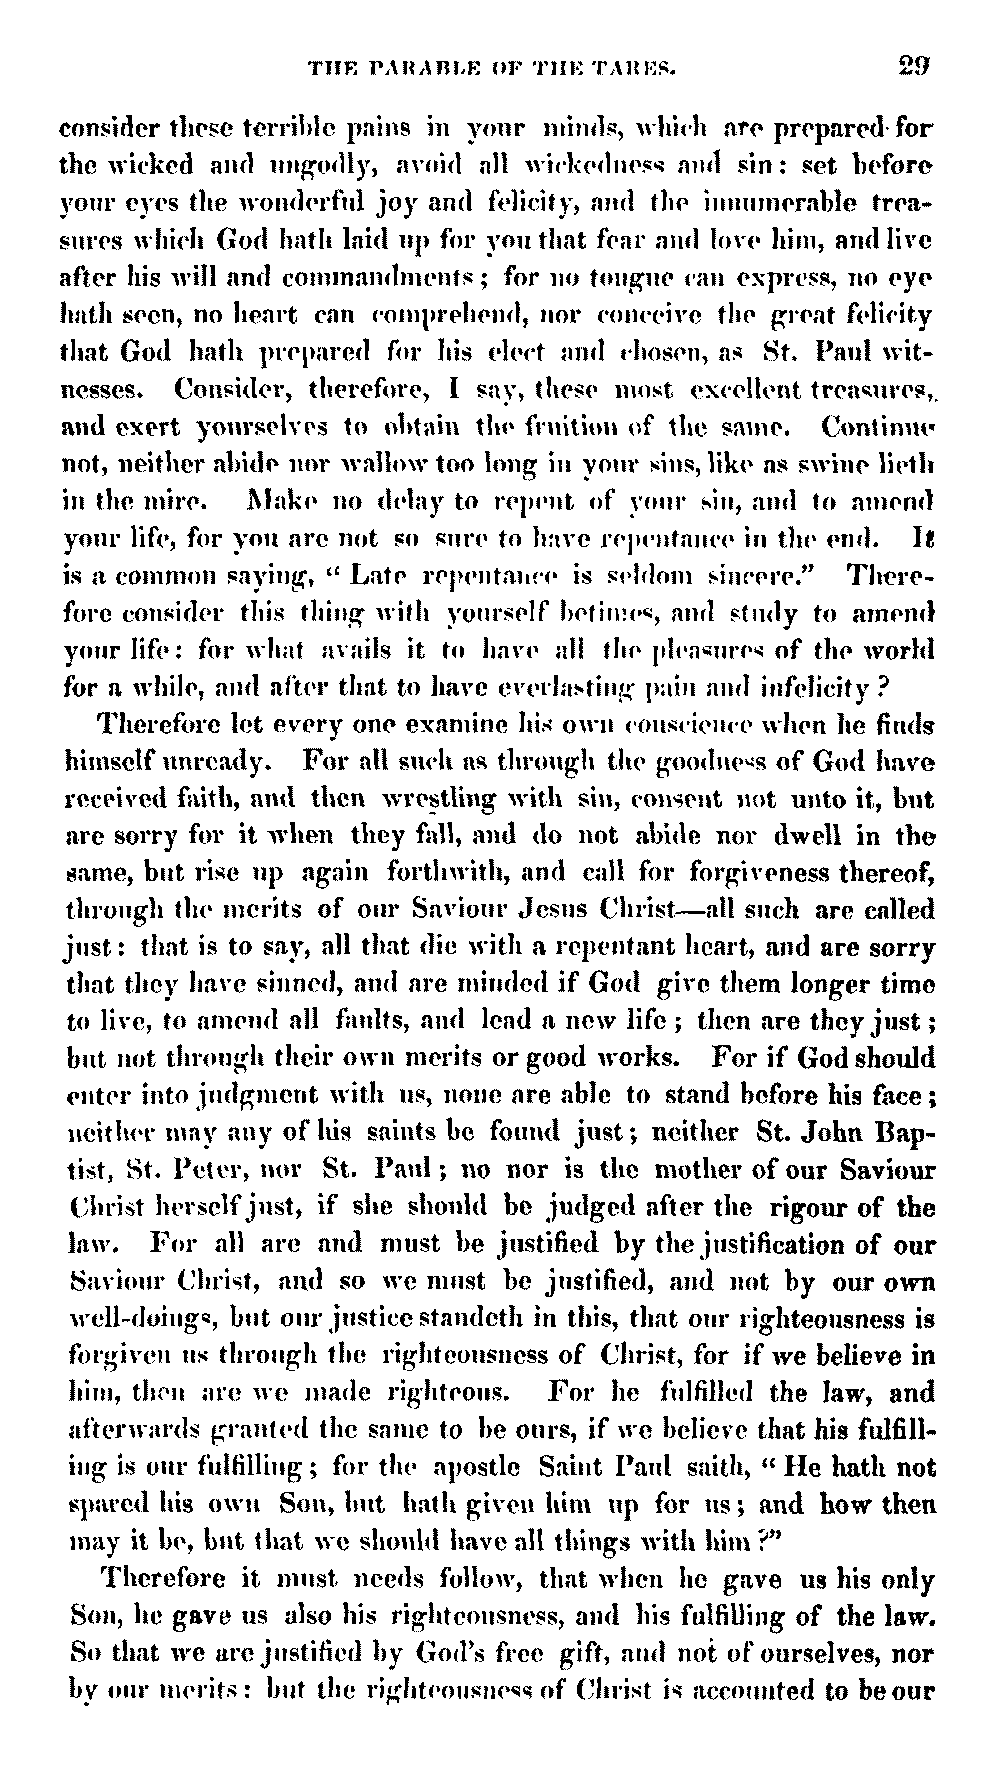 THE PARABLE OF THE TARES. 29
consider these terrible pains in your minds, which are prepared for
the wicked and ungodly, avoid all wickedness and sin: set before
your eyes the wonderful joy and felicity, and the innumerable trea-
sures which God hath laid up for you that fear and love him, and live
after his will and commandments; for no tongue can express, no eye
hath seen, no heart can comprehend, nor conceive the great felicity
that God hath prepared for his elect and chosen, as St. Paul wit-
nesses. Consider, therefore, I say, these most excellent treasures,
and exert yourselves to obtain the fruition of the same. Continue
not, neither abide nor wallow too long in your sins, like as swine lieth
in the mire. Make no delay to repent of your sin, and to amend
your life, for you are not so sure to have repentance in the end. It
is a common saying, “ Late repentance is seldom sincere.” There-
fore consider this thing with yourself betimes, and study to amend
your life: for what avails it to have all the pleasures of the world
for a while, and after that to have everlasting pain and infelicity ?
Therefore let every one examine his own conscience when he finds
himself unready. For all such as through the goodness of God have
received faith, and then wrestling with sin, consent not unto it, but
are sorry for it when they fall, and do not abide nor dwell in the
same, but rise up again forthwith, and call for forgiveness thereof,
through the merits of our Saviour Jesus Christ—all such are called
just: that is to say, all that die with a repentant heart, and are sorry
that they have sinned, and are minded if God give them longer time
to live, to amend all faults, and lead a new life ; then are they just ;
but not through their own merits or good works. For if God should
enter into judgment with us, none are able to stand before his face;
neither may any of his saints be found just; neither St. John Bap-
tist, St. Peter, nor St. Paul; no nor is the mother of our Saviour
Christ herself just, if she should be judged after the rigour of the
law. For all are and must be justified by the justification of our
Saviour Christ, and so we must be justified, and not by our own
well-doings, but our justice standeth in this, that our righteousness is
forgiven us through the righteousness of Christ, for if we believe in
him, then are we made righteous. For he fulfilled the law, and
afterwards granted the same to be ours, if we believe that his fulfill-
ing is our fulfilling; for the apostle Saint Paul saith, “ He hath not
spared his own Son, but hath given him up for us; and how then
may it be, but that we should have all things with him ?”
Therefore it must needs follow, that when he gave us his only
Son, he gave us also his righteousness, and his fulfilling of the law.
So that we are justified by God's free gift, and not of ourselves, nor
by our merits: but the righteousness of Christ is accounted to be our